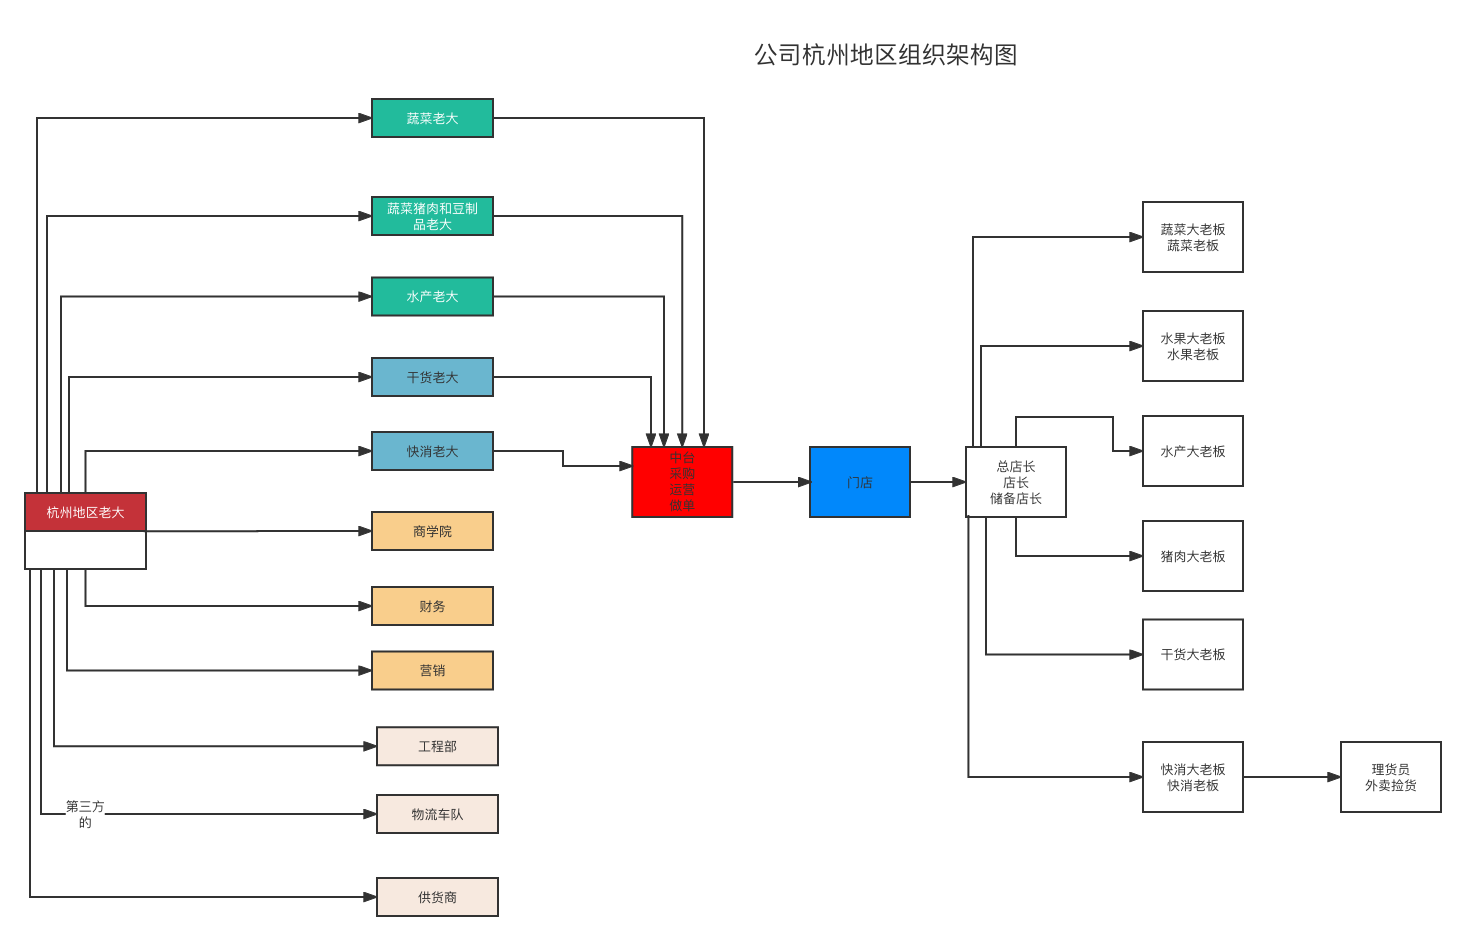 公司杭州地区组织架构图
蔬菜老大
蔬菜猪肉和豆制
品老大
水产老大
干货老大
快消老大
杭州地区老大
商学院
财务
营销
工程部
第三方
的
物流车队
供货商
中台
采购
运营
做单
门店
总店长
店长
储备店长
蔬菜大老板
蔬菜老板
水果大老板
水果老板
水产大老板
猪肉大老板
干货大老板
快消大老板
快消老板
理货员
外卖捡货